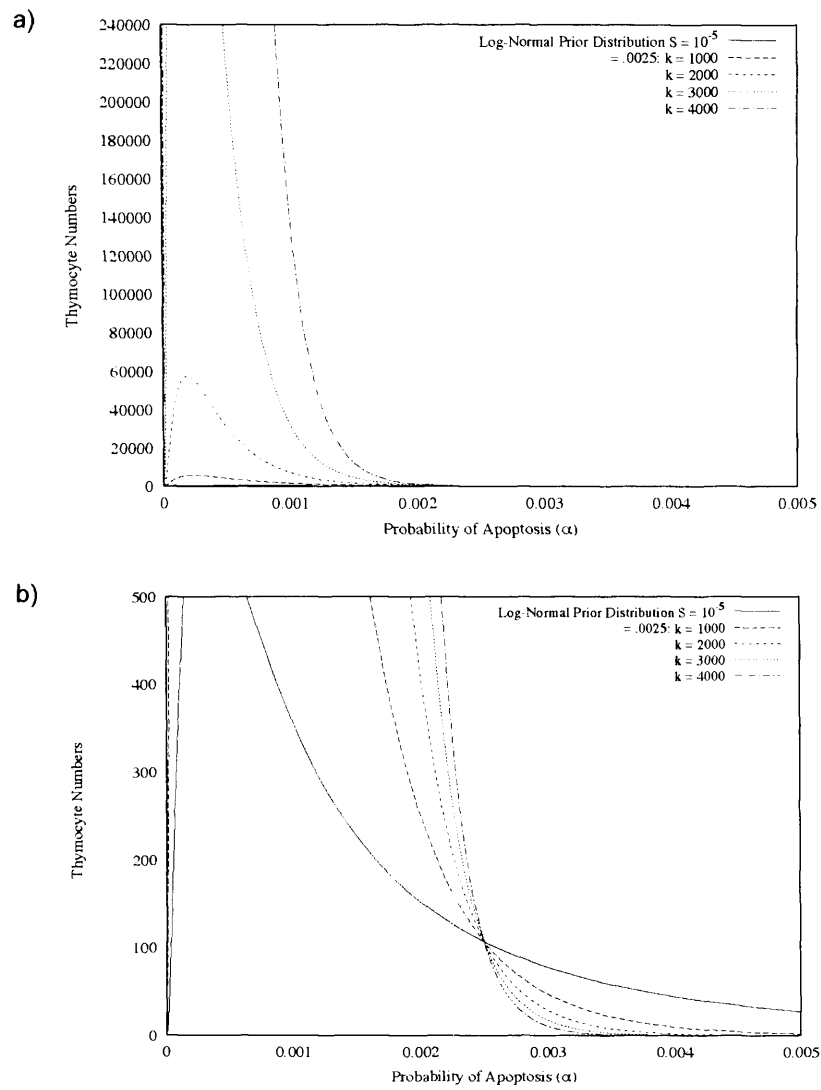 a)
240000
220000
200000
180000
160000
140000
120000
100000
80000
60000
40000
20000
0
Thymocyte Numbers
Log-Normal Prior Distribution S = 10^-5
= .0025: k = 1000
k = 2000
k = 3000
k = 4000
0 0.001 0.002 0.003 0.004 0.005
Probability of Apoptosis (α)
b)
500
400
300
200
100
0
Thymocyte Numbers
Log-Normal Prior Distribution S = 10^-5
= .0025: k = 1000
k = 2000
k = 3000
k = 4000
0 0.001 0.002 0.003 0.004 0.005
Probability of Apoptosis (α)